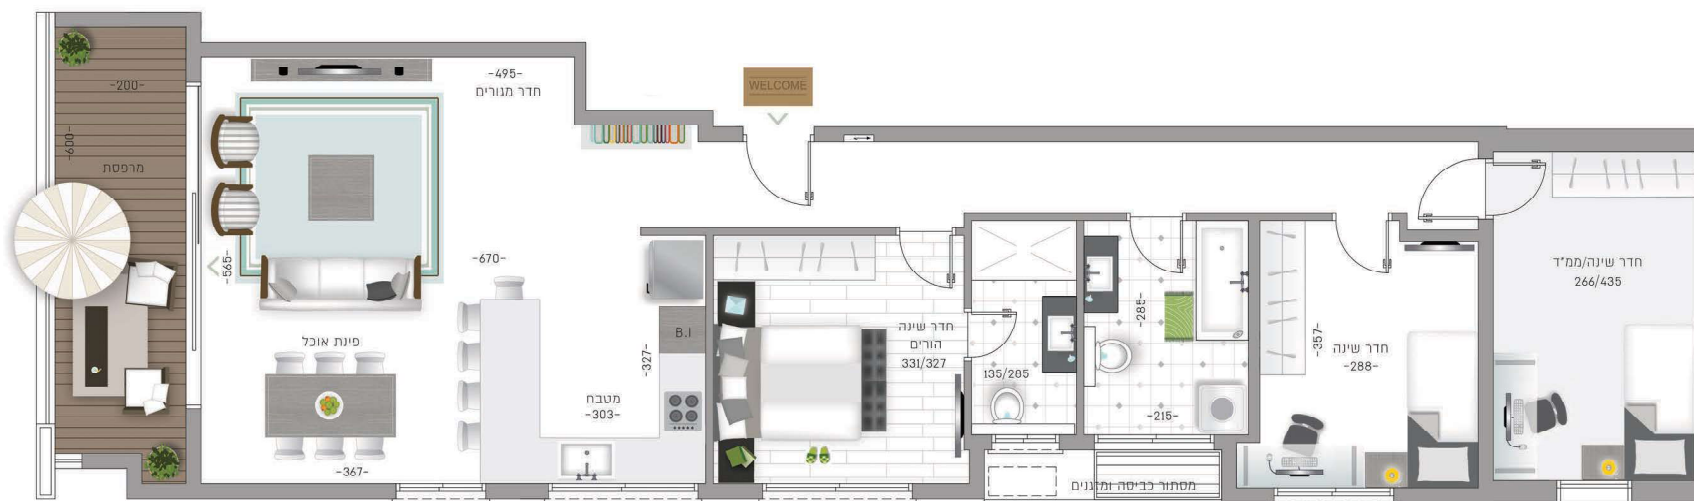 -200-
-600-
מרפסת
-495-
חדר מגורים
WELCOME
-565-
-670-
פינת אוכל
-367-
B.I
-327-
מטבח
-303-
חדר שינה
הורים
331/327
135/205
-285-
-215-
מסתור כביסה ומזגנים
-357-
חדר שינה
-288-
חדר שינה/ממ"ד
266/435